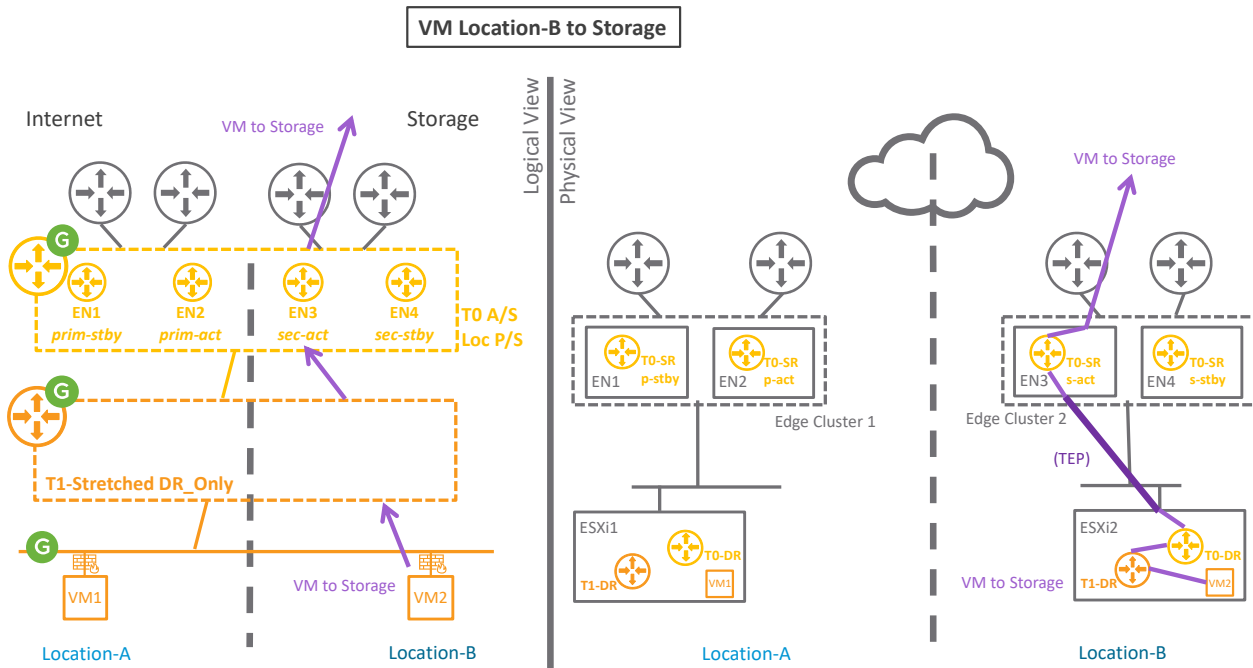 VM Location-B to Storage
Logical View
Physical View
Internet
VM to Storage
Storage
G
EN1
prim-stby
EN2
prim-act
EN3
sec-act
EN4
sec-stby
T0 A/S
Loc P/S
G
T1-Stretched DR_Only
G
VM1
VM to Storage
VM2
Location-A
Location-B
VM to Storage
EN1
T0-SR
p-stby
EN2
T0-SR
p-act
Edge Cluster 1
EN3
T0-SR
s-act
EN4
T0-SR
s-stby
Edge Cluster 2
(TEP)
ESXi1
T0-DR
T1-DR
VM1
ESXi2
T0-DR
VM to Storage
T1-DR
VM2
Location-A
Location-B